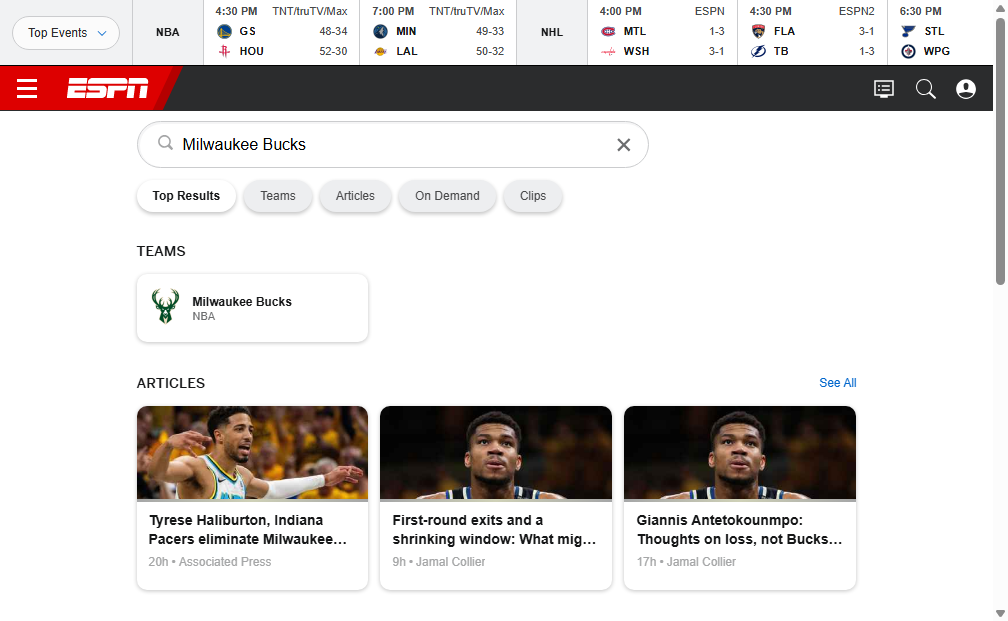 Top Events
NBA
4:30 PM TNT/truTV/Max
GS 48-34
HOU 52-30
7:00 PM TNT/truTV/Max
MIN 49-33
LAL 50-32
NHL
4:00 PM ESPN
MTL 1-3
WSH 3-1
4:30 PM ESPN2
FLA 3-1
TB 1-3
6:30 PM
STL
WPG
ESPN
Milwaukee Bucks
Top Results Teams Articles On Demand Clips
TEAMS
Milwaukee Bucks
NBA
ARTICLES See All
Tyrese Haliburton, Indiana
Pacers eliminate Milwaukee…
20h • Associated Press
First-round exits and a
shrinking window: What mig…
9h • Jamal Collier
Giannis Antetokounmpo:
Thoughts on loss, not Bucks…
17h • Jamal Collier